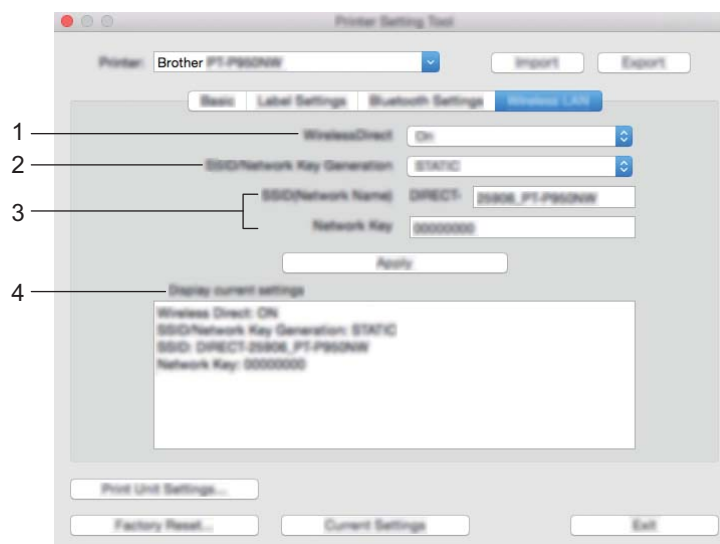 Printer Setting Tool
Printer: Brother PT-P950NW Import Export
Basic Label Settings Bluetooth Settings Wireless LAN
1 WirelessDirect On
2 SSID/Network Key Generation STATIC
3 SSID(Network Name) DIRECT- 25906_PT-P950NW
Network Key 00000000
Apply
4 Display current settings
Wireless Direct: ON
SSID/Network Key Generation: STATIC
SSID: DIRECT-25906_PT-P950NW
Network Key: 00000000
Print Unit Settings...
Factory Reset... Current Settings Exit